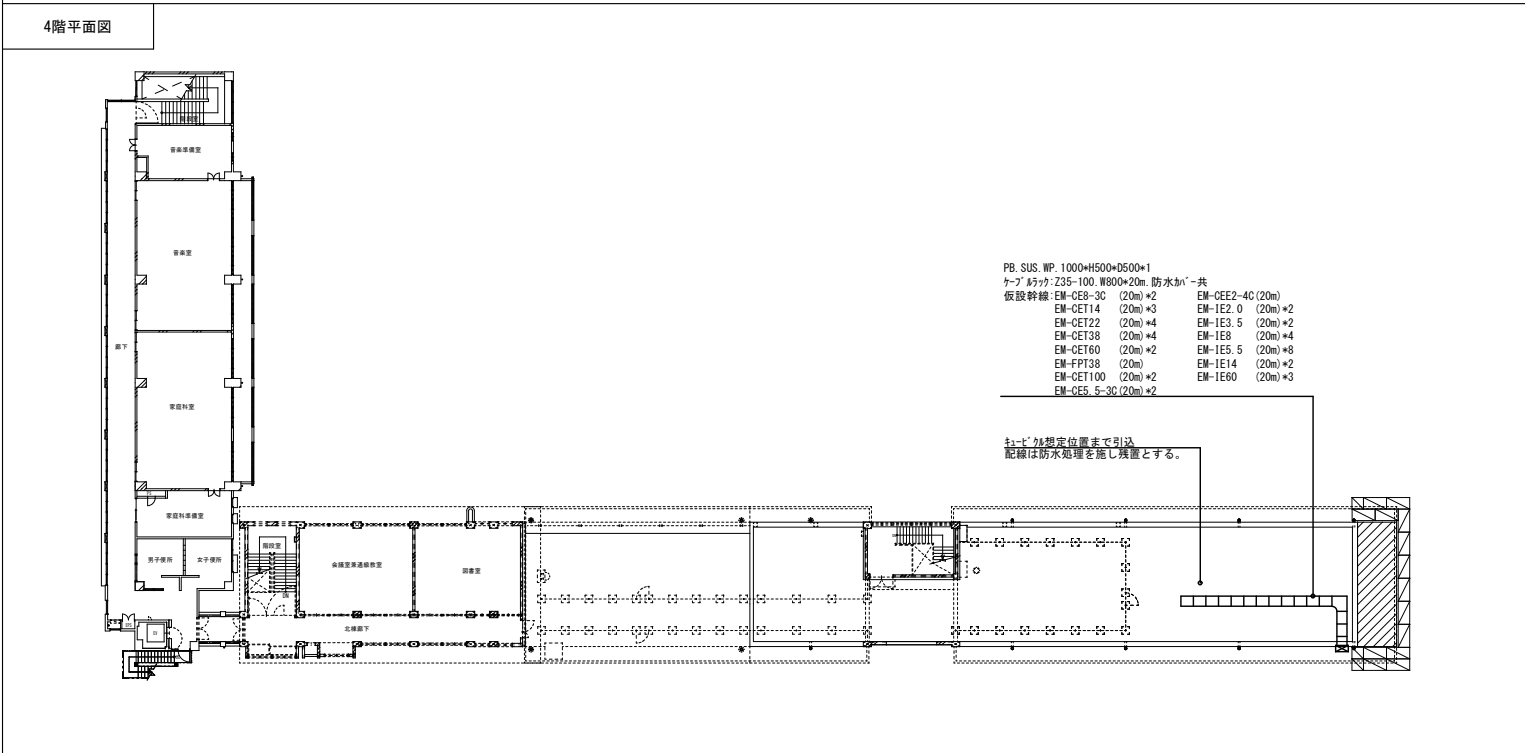 4階平面図
音楽準備室
音楽室
廊下
家庭科室
家庭科準備室
PS
男子便所
女子便所
EPS
EV
階段室
DN
会議室兼通級教室
図書室
北棟廊下
PB.SUS.WP.1000*H500*D500*1
ケーブルラック:Z35-100.W800*20m.防水カバー共
仮設幹線:EM-CE8-3C (20m)*2 EM-CEE2-4C(20m)
EM-CET14 (20m)*3 EM-IE2.0 (20m)*2
EM-CET22 (20m)*4 EM-IE3.5 (20m)*2
EM-CET38 (20m)*4 EM-IE8 (20m)*4
EM-CET60 (20m)*2 EM-IE5.5 (20m)*8
EM-FPT38 (20m) EM-IE14 (20m)*2
EM-CET100 (20m)*2 EM-IE60 (20m)*3
EM-CE5.5-3C(20m)*2
キュービクル想定位置まで引込
配線は防水処理を施し残置とする。